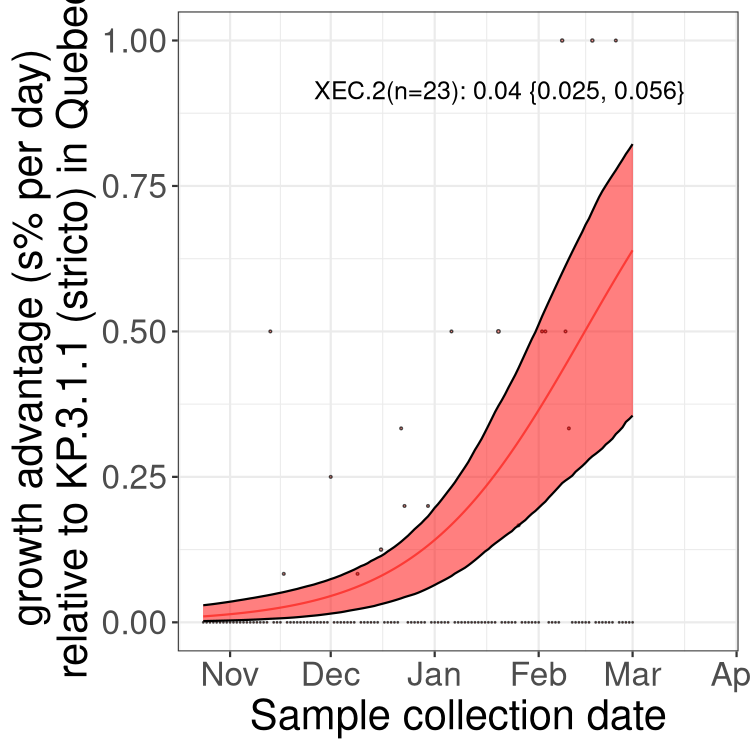 growth advantage (s% per day)
relative to KP.3.1.1 (stricto) in Quebec
1.00
0.75
0.50
0.25
0.00
XEC.2(n=23): 0.04 {0.025, 0.056}
Nov Dec Jan Feb Mar Ap
Sample collection date